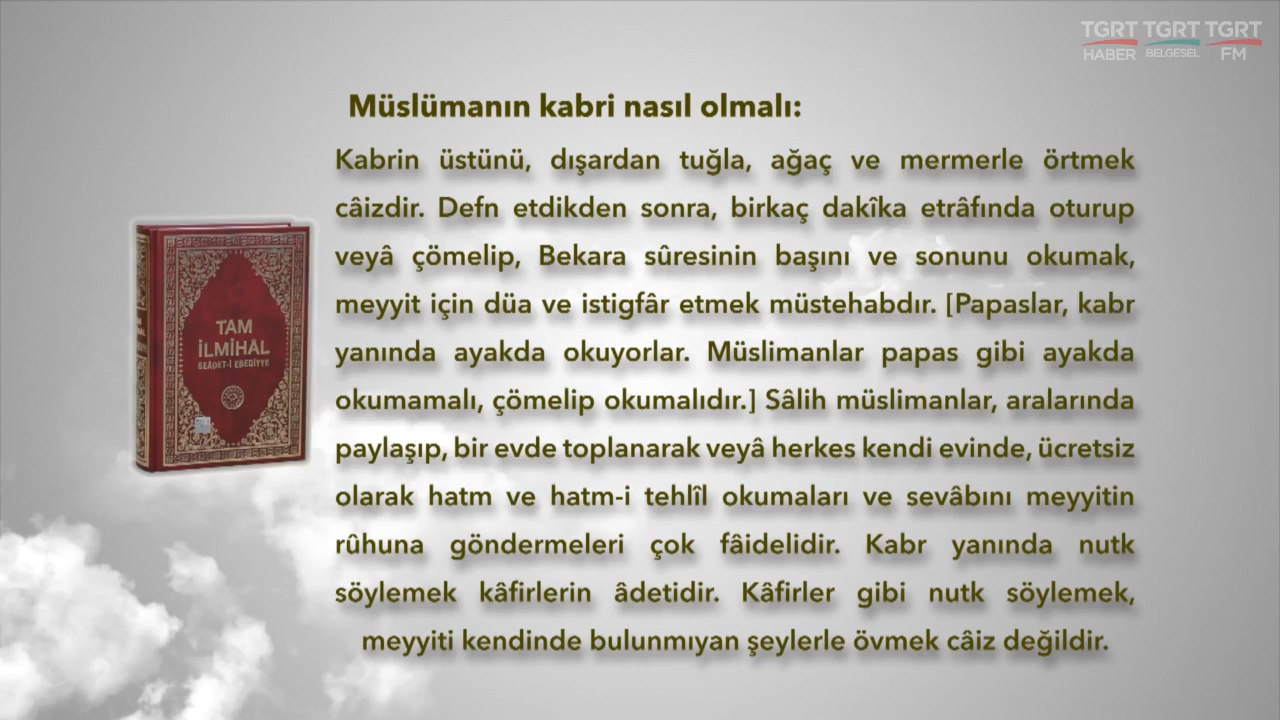 TGRT TGRT TGRT
HABER BELGESEL FM
Müslümanın kabri nasıl olmalı:
Kabrin üstünü, dışardan tuğla, ağaç ve mermerle örtmek
câizdir. Defn etdikden sonra, birkaç dakîka etrâfında oturup
veyâ çömelip, Bekara sûresinin başını ve sonunu okumak,
meyyit için düa ve istigfâr etmek müstehabdır. [Papaslar, kabr
yanında ayakda okuyorlar. Müslimanlar papas gibi ayakda
okumamalı, çömelip okumalıdır.] Sâlih müslimanlar, aralarında
paylaşıp, bir evde toplanarak veyâ herkes kendi evinde, ücretsiz
olarak hatm ve hatm-i tehlîl okumaları ve sevâbını meyyitin
rûhuna göndermeleri çok fâidelidir. Kabr yanında nutk
söylemek kâfirlerin âdetidir. Kâfirler gibi nutk söylemek,
meyyiti kendinde bulunmıyan şeylerle övmek câiz değildir.
TAM
İLMİHÂL
SEÂDET-İ EBEDİYYE